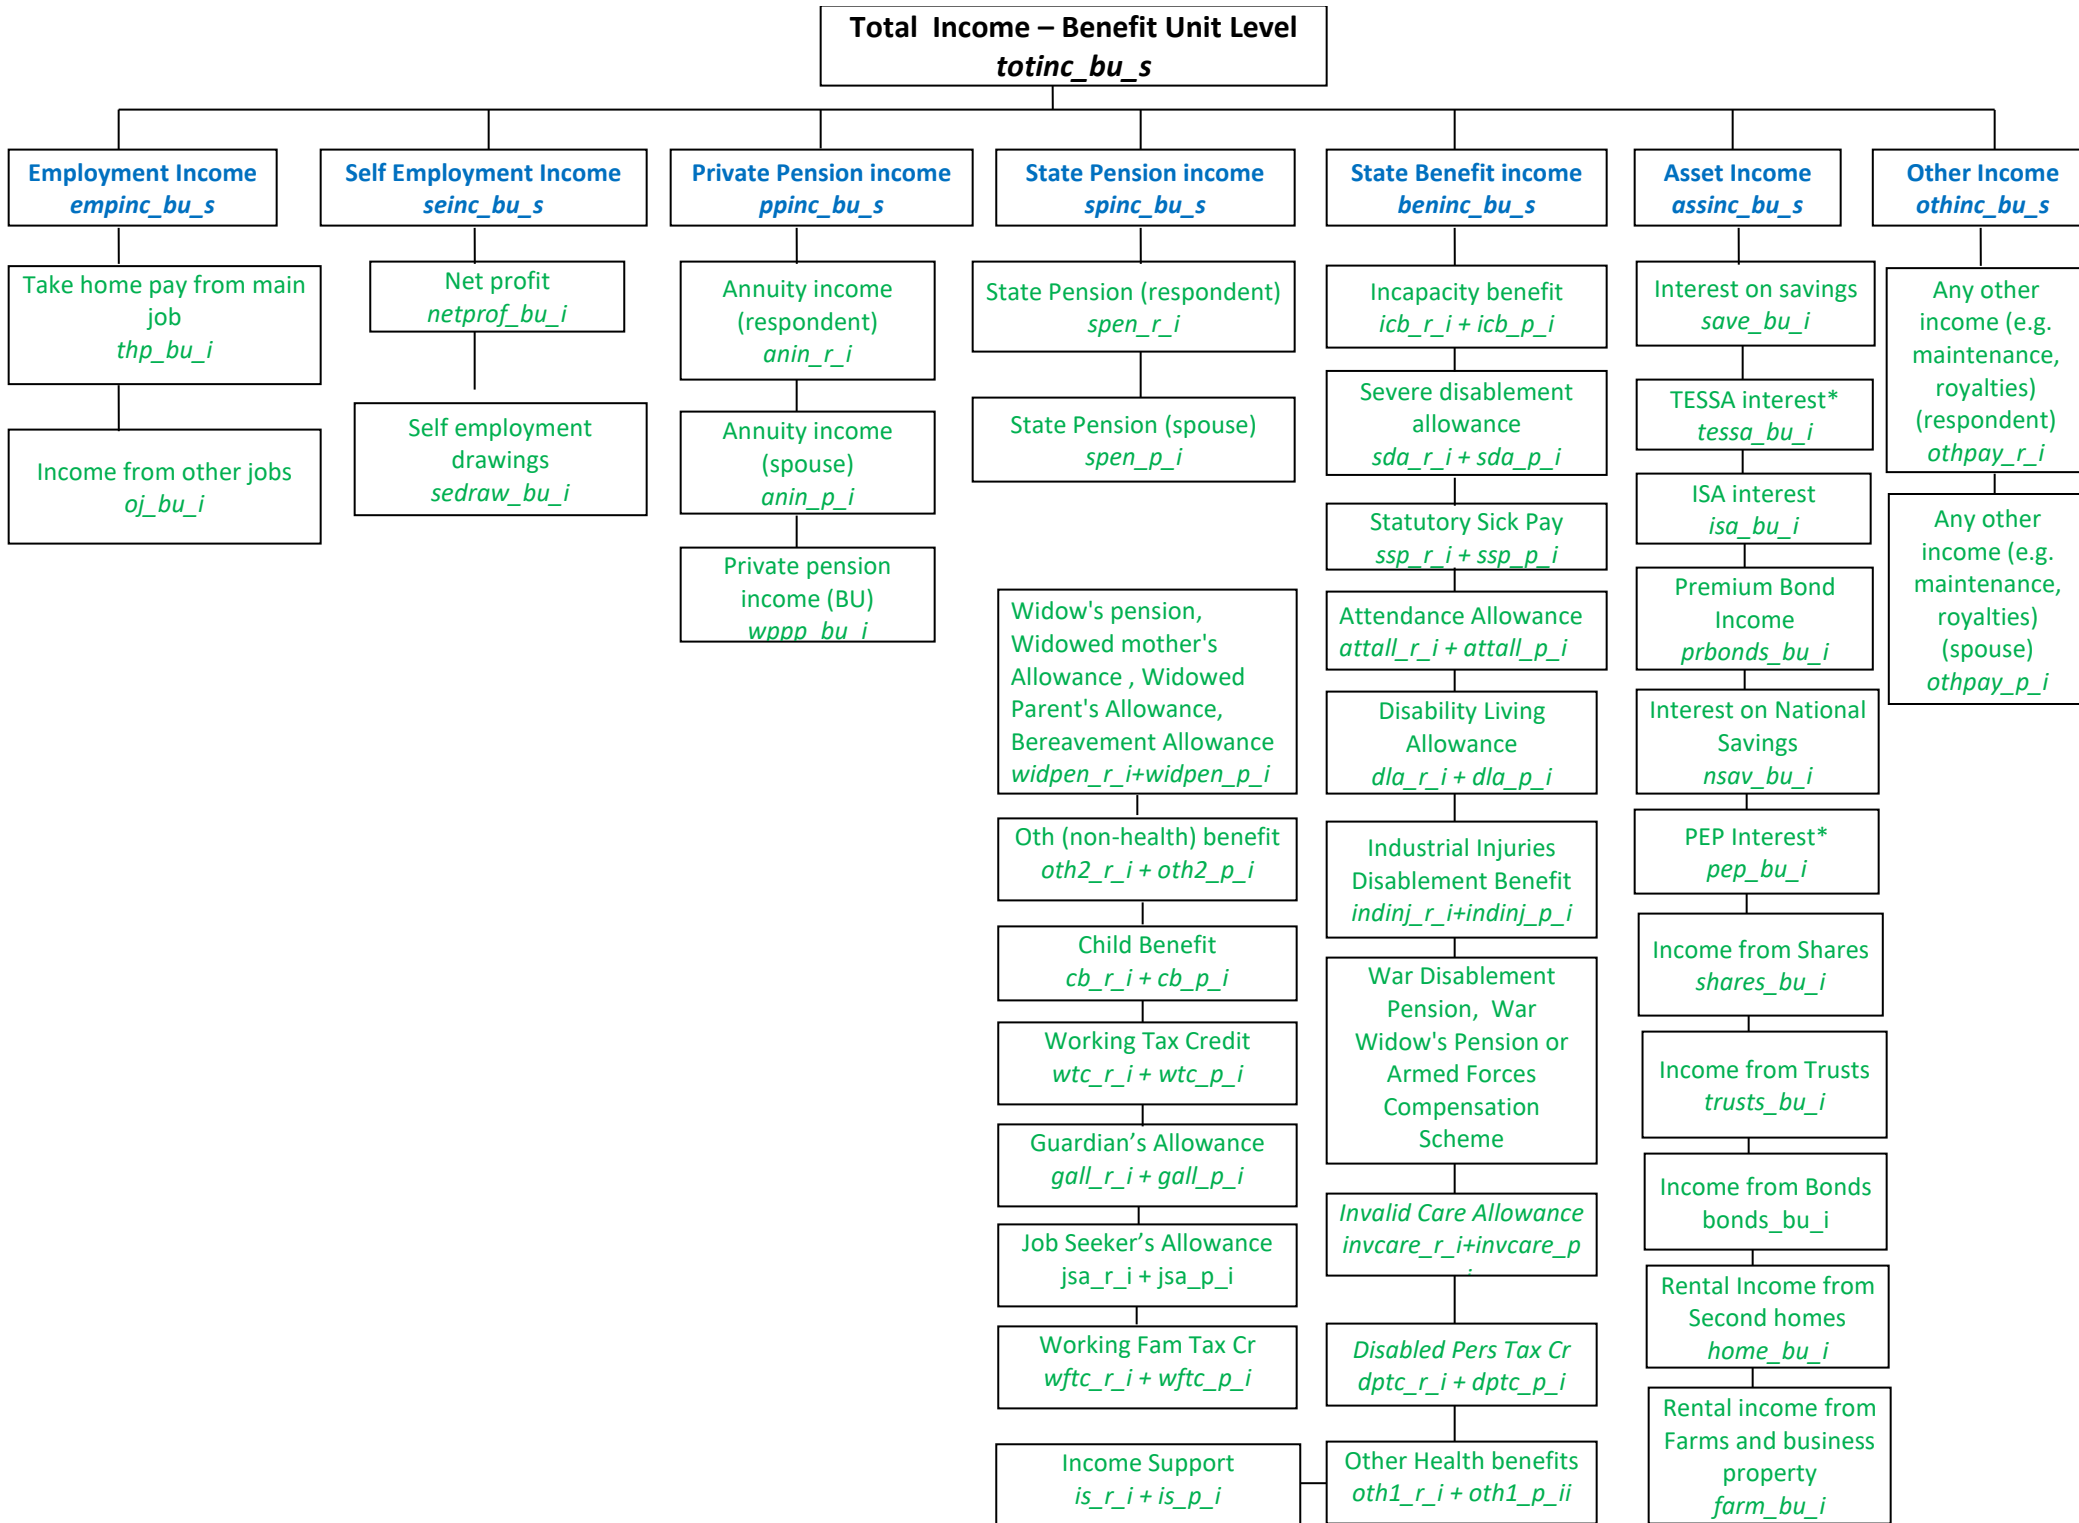 Total  Income – Benefit Unit Level
totinc_bu_s
Employment Income
empinc_bu_s
Self Employment Income
seinc_bu_s
Private Pension income
ppinc_bu_s
State Pension income
spinc_bu_s
State Benefit income
beninc_bu_s
Asset Income
assinc_bu_s
Other Income
othinc_bu_s
Take home pay from main
job
thp_bu_i
Income from other jobs
oj_bu_i
Net profit
netprof_bu_i
Self employment
drawings
sedraw_bu_i
Annuity income
(respondent)
anin_r_i
Annuity income
(spouse)
anin_p_i
Private pension
income (BU)
wppp_bu_i
State Pension (respondent)
spen_r_i
State Pension (spouse)
spen_p_i
Widow's pension,
Widowed mother's
Allowance , Widowed
Parent's Allowance,
Bereavement Allowance
widpen_r_i+widpen_p_i
Oth (non-health) benefit
oth2_r_i + oth2_p_i
Child Benefit
cb_r_i + cb_p_i
Working Tax Credit
wtc_r_i + wtc_p_i
Guardian’s Allowance
gall_r_i + gall_p_i
Job Seeker’s Allowance
jsa_r_i + jsa_p_i
Working Fam Tax Cr
wftc_r_i + wftc_p_i
Income Support
is_r_i + is_p_i
Incapacity benefit
icb_r_i + icb_p_i
Severe disablement
allowance
sda_r_i + sda_p_i
Statutory Sick Pay
ssp_r_i + ssp_p_i
Attendance Allowance
attall_r_i + attall_p_i
Disability Living
Allowance
dla_r_i + dla_p_i
Industrial Injuries
Disablement Benefit
indinj_r_i+indinj_p_i
War Disablement
Pension,  War
Widow's Pension or
Armed Forces
Compensation
Scheme
Invalid Care Allowance
invcare_r_i+invcare_p
Disabled Pers Tax Cr
dptc_r_i + dptc_p_i
Other Health benefits
oth1_r_i + oth1_p_ii
Interest on savings
save_bu_i
TESSA interest*
tessa_bu_i
ISA interest
isa_bu_i
Premium Bond
Income
prbonds_bu_i
Interest on National
Savings
nsav_bu_i
PEP Interest*
pep_bu_i
Income from Shares
shares_bu_i
Income from Trusts
trusts_bu_i
Income from Bonds
bonds_bu_i
Rental Income from
Second homes
home_bu_i
Rental income from
Farms and business
property
farm_bu_i
Any other
income (e.g.
maintenance,
royalties)
(respondent)
othpay_r_i
Any other
income (e.g.
maintenance,
royalties)
(spouse)
othpay_p_i